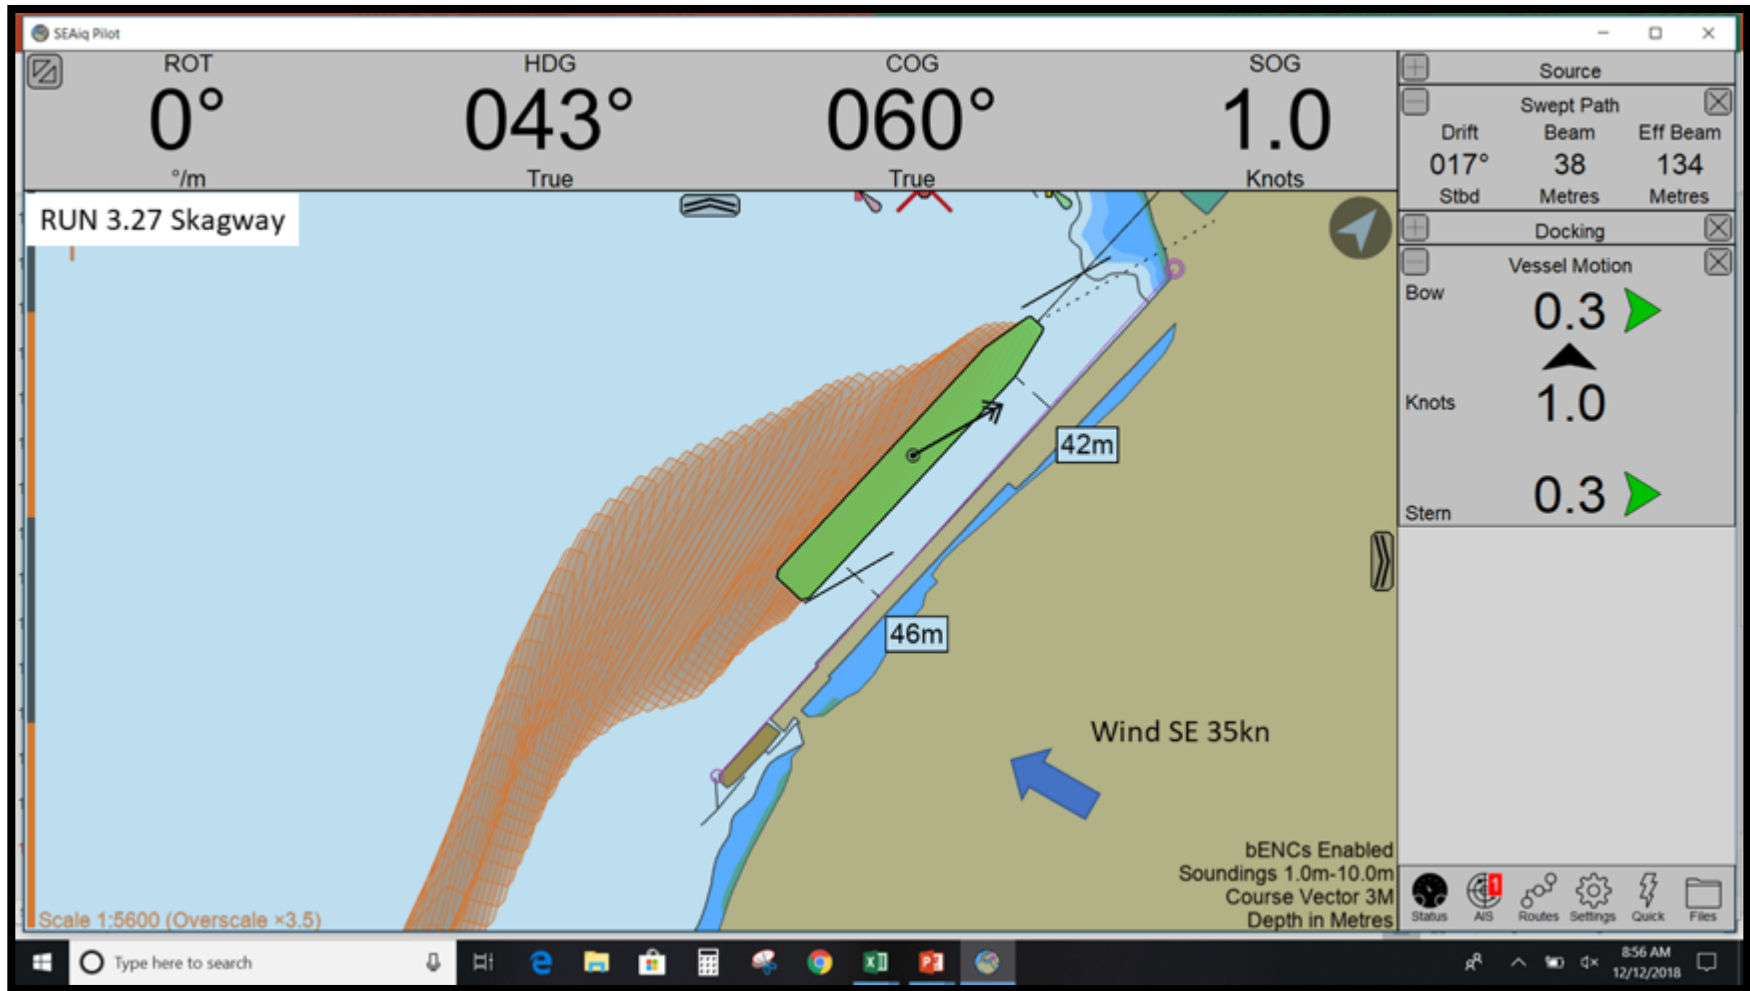 SEAiq Pilot
ROT
HDG
COG
SOG
0°
043°
060°
1.0
°/m
True
True
Knots
Source
Swept Path
Drift
Beam
Eff Beam
017°
38
134
Stbd
Metres
Metres
Docking
Vessel Motion
Bow
0.3
Knots
1.0
Stern
0.3
RUN 3.27 Skagway
42m
46m
Wind SE 35kn
bENCs Enabled
Soundings 1.0m-10.0m
Course Vector 3M
Depth in Metres
Scale 1:5600 (Overscale ×3.5)
1
Status
AIS
Routes
Settings
Quick
Files
Type here to search
8:56 AM
12/12/2018